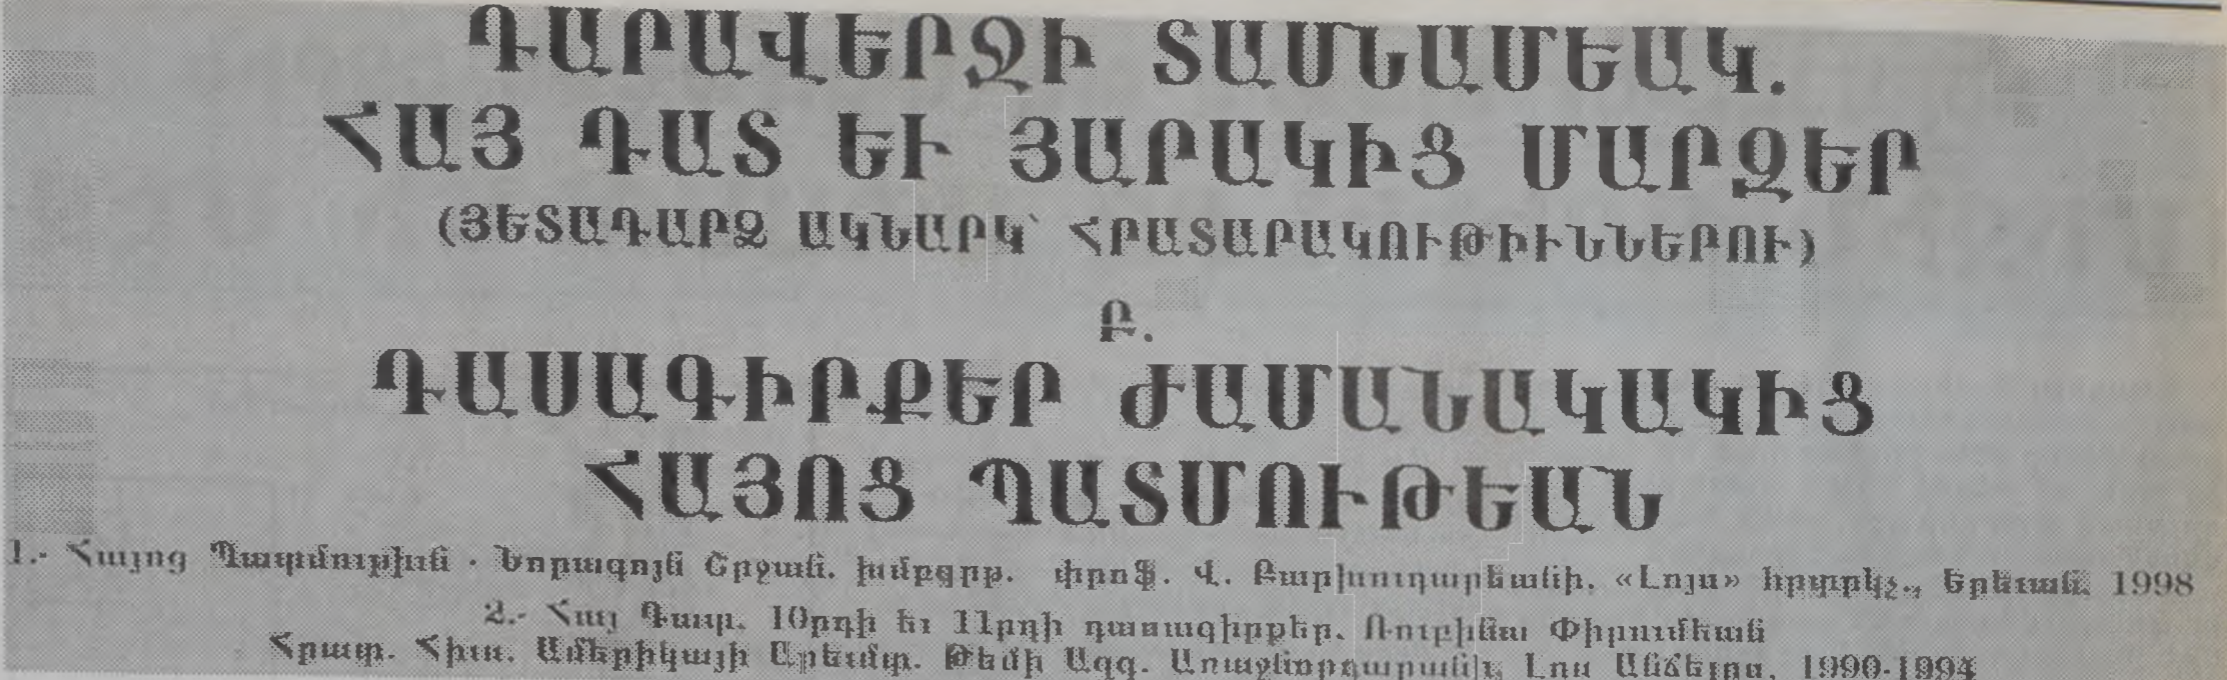 ԴԱՐԱՎԵՐՋԻ ՏԱՄՆԱՄԵԱԿ.
ՀԱՅ ԴԱՏ ԵՒ ՅԱՐԱԿԻՑ ՄԱՐԶԵՐ
(ՅԵՏԱԴԱՐՁ ԱԿՆԱՐԿ՝ ՀՐԱՏԱՐԱԿՈՒԹԻՒՆՆԵՐՈՒ)
Բ.
ԴԱՍԱԳԻՐՔԵՐ ԺԱՄԱՆԱԿԱԿԻՑ
ՀԱՅՈՑ ՊԱՏՄՈՒԹԵԱՆ
1.- Հայոց Պատմութիւն - Նորագոյն Շրջան. խմբգրթ. փրոֆ. Վ. Բարխուդարեանի, «Լոյս» հրտրկչ., Երեւան, 1998
2.- Հայ Դատ. 10րդի եւ 11րդի դասագիրքեր. Ռուբինա Փիրումեան
Հրատ. Հիւս. Ամերիկայի Արեւմտ. Թեմի Ազգ. Առաջնորդարանի, Լոս Անճելըս, 1990-1994